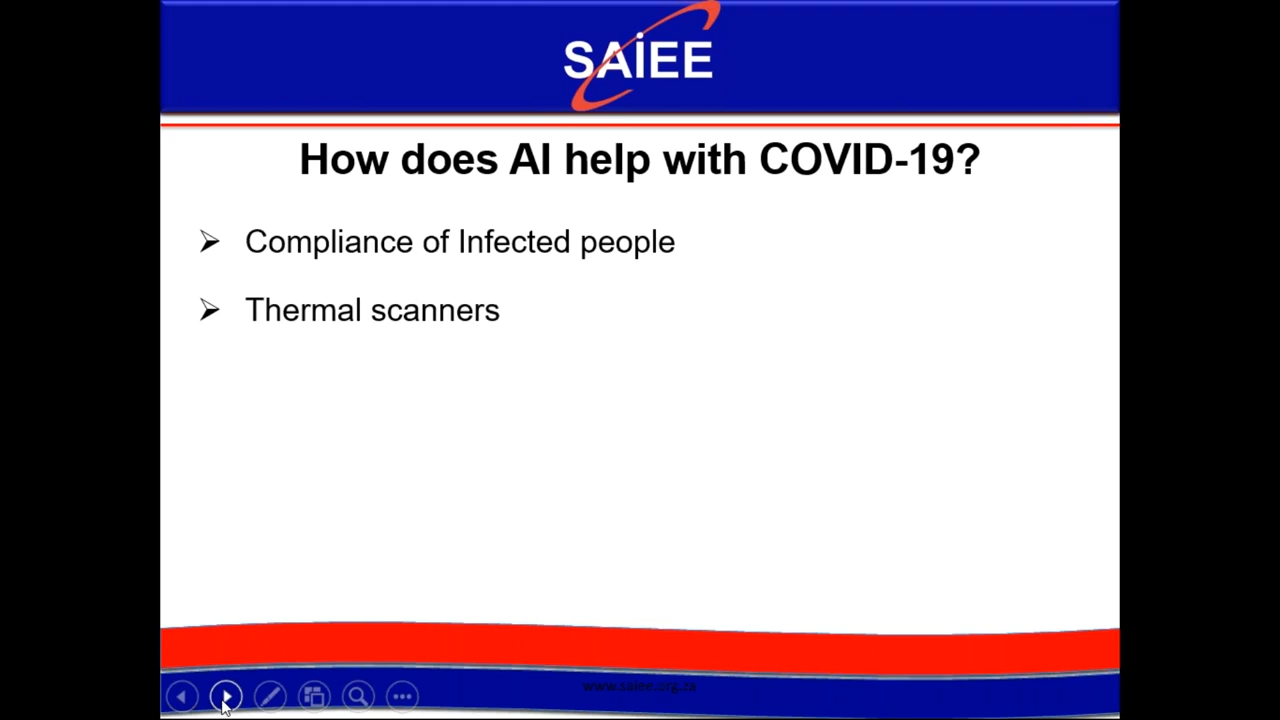 SAiEE
How does AI help with COVID-19?
Compliance of Infected people
Thermal scanners
www.saiee.org.za